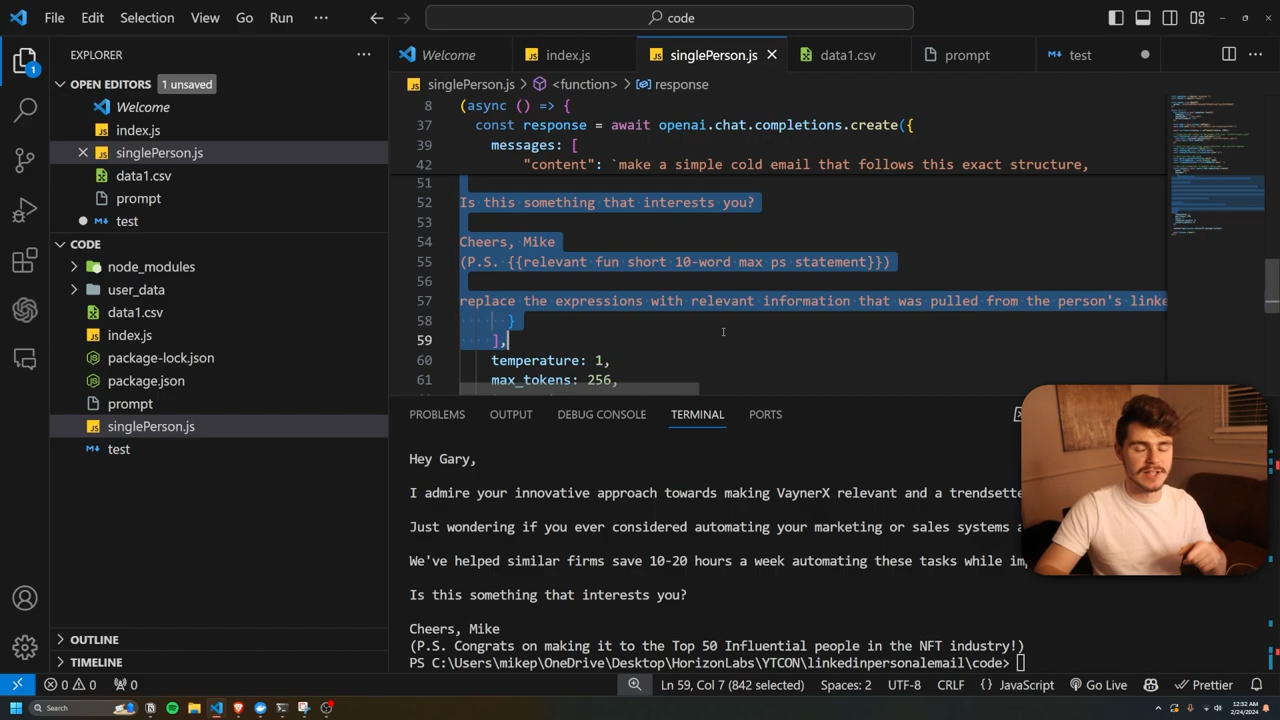 File Edit Selection View Go Run ··· code
EXPLORER ···
OPEN EDITORS 1 unsaved
Welcome
index.js
singlePerson.js
data1.csv
prompt
test
CODE
node_modules
user_data
data1.csv
index.js
package-lock.json
package.json
prompt
singlePerson.js
test
OUTLINE
TIMELINE
Welcome index.js singlePerson.js data1.csv prompt test
singlePerson.js > <function> > response
8 (async () => {
37 const response = await openai.chat.completions.create({
39 messages: [
42 "content": `make a simple cold email that follows this exact structure,
51
52 Is this something that interests you?
53
54 Cheers, Mike
55 (P.S. {{relevant fun short 10-word max ps statement}})
56
57 replace the expressions with relevant information that was pulled from the person's linke
58 }
59 ],
60 temperature: 1,
61 max_tokens: 256,
PROBLEMS OUTPUT DEBUG CONSOLE TERMINAL PORTS
Hey Gary,
I admire your innovative approach towards making VaynerX relevant and a trendsette
Just wondering if you ever considered automating your marketing or sales systems a
We've helped similar firms save 10-20 hours a week automating these tasks while im
Is this something that interests you?
Cheers, Mike
(P.S. Congrats on making it to the Top 50 Influential people in the NFT industry!)
PS C:\Users\mikep\OneDrive\Desktop\HorizonLabs\YTCON\linkedinpersonalemail\code>
0 0 0 Ln 59, Col 7 (842 selected) Spaces: 2 UTF-8 CRLF {} JavaScript Go Live Prettier
Search 12:32 AM
2/24/2024